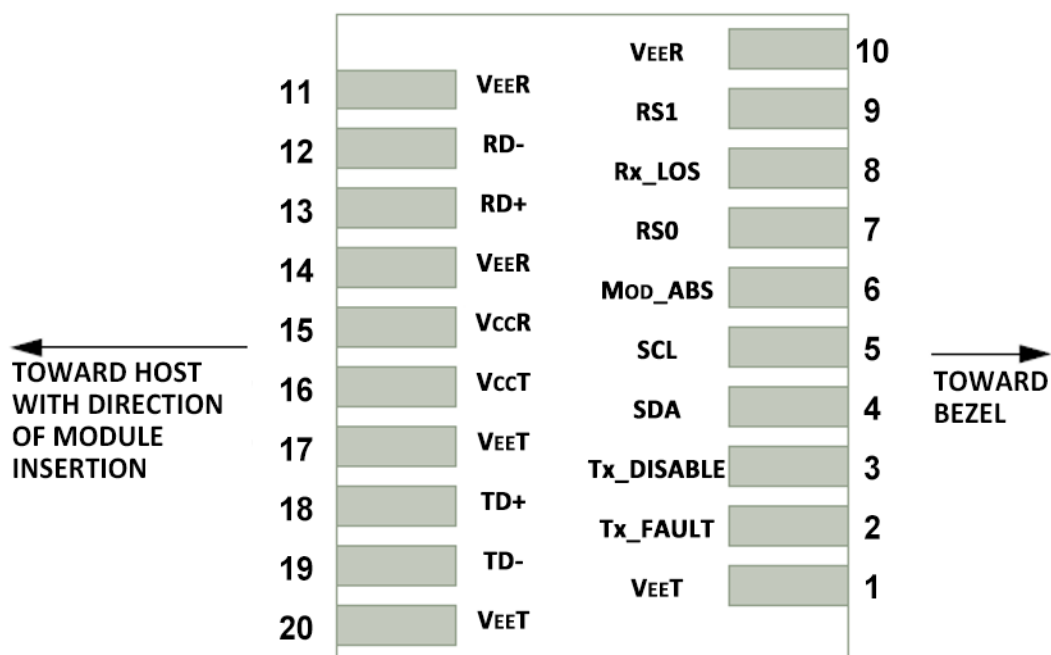 VEER 10
11 VEER
RS1 9
12 RD-
Rx_LOS 8
13 RD+
RS0 7
14 VEER
MOD_ABS 6
15 VCCR
SCL 5
16 VCCT
SDA 4
17 VEET
Tx_DISABLE 3
18 TD+
Tx_FAULT 2
19 TD-
VEET 1
20 VEET
TOWARD HOST
WITH DIRECTION
OF MODULE
INSERTION
TOWARD
BEZEL